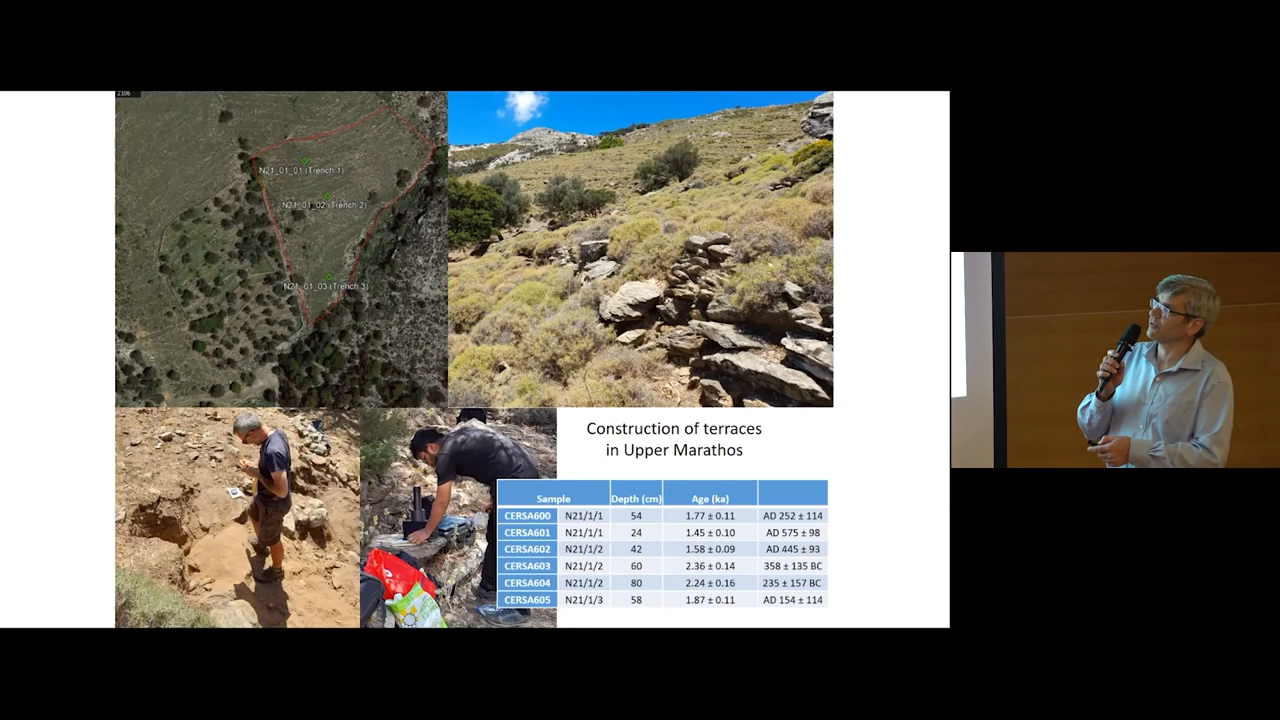 2106
N21_01_01 (Trench 1)
N21_01_02 (Trench 2)
N21_01_03 (Trench 3)
Construction of terraces
in Upper Marathos
Sample Depth (cm) Age (ka)
CERSA600 N21/1/1 54 1.77 ± 0.11 AD 252 ± 114
CERSA601 N21/1/1 24 1.45 ± 0.10 AD 575 ± 98
CERSA602 N21/1/2 42 1.58 ± 0.09 AD 445 ± 93
CERSA603 N21/1/2 60 2.36 ± 0.14 358 ± 135 BC
CERSA604 N21/1/2 80 2.24 ± 0.16 235 ± 157 BC
CERSA605 N21/1/3 58 1.87 ± 0.11 AD 154 ± 114